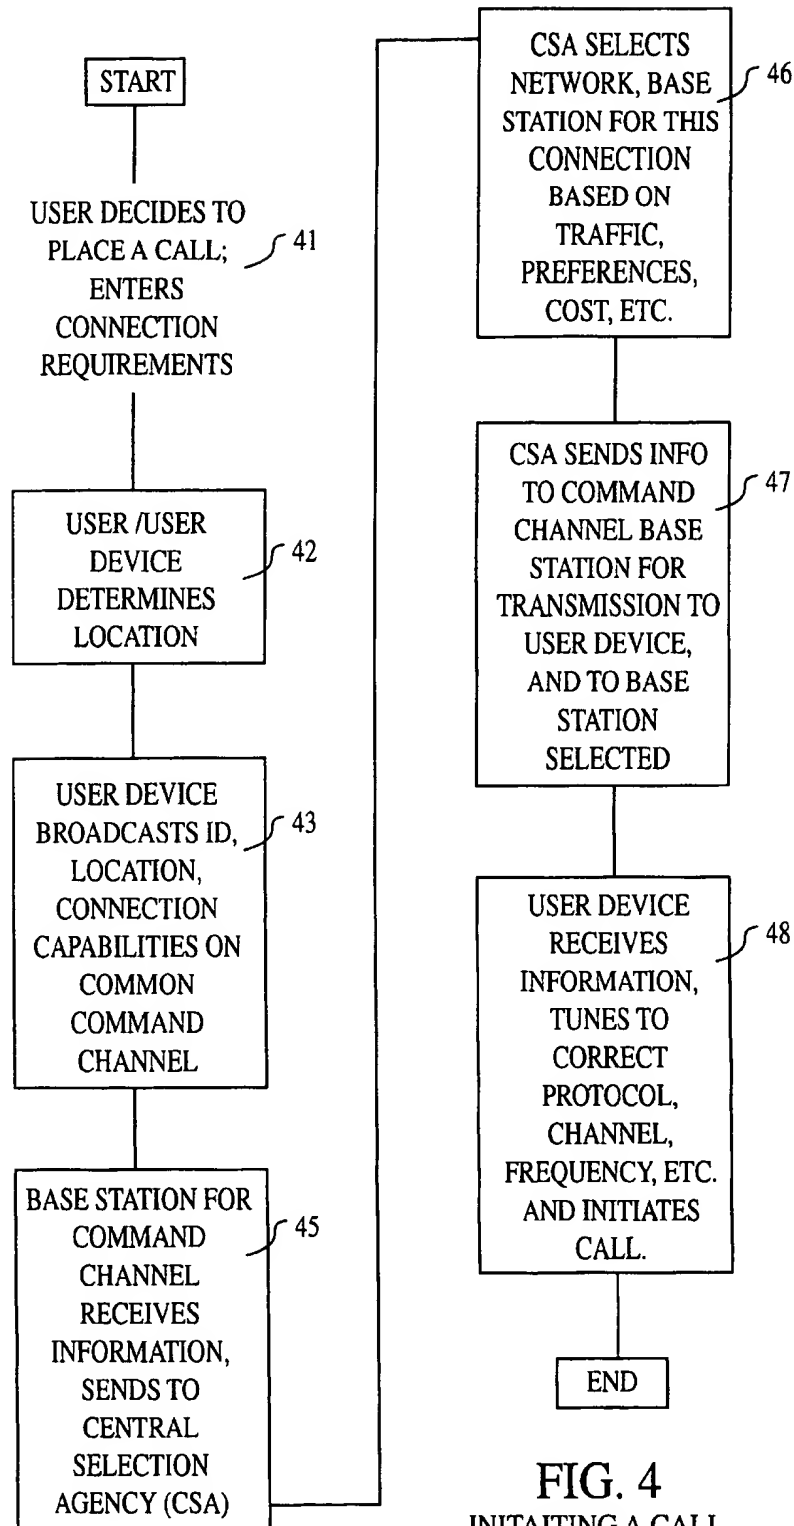 START
USER DECIDES TO
PLACE A CALL;
ENTERS
CONNECTION
REQUIREMENTS
41
USER /USER
DEVICE
DETERMINES
LOCATION
42
USER DEVICE
BROADCASTS ID,
LOCATION,
CONNECTION
CAPABILITIES ON
COMMON
COMMAND
CHANNEL
43
BASE STATION FOR
COMMAND
CHANNEL
RECEIVES
INFORMATION,
SENDS TO
CENTRAL
SELECTION
AGENCY (CSA)
45
CSA SELECTS
NETWORK, BASE
STATION FOR THIS
CONNECTION
BASED ON
TRAFFIC,
PREFERENCES,
COST, ETC.
46
CSA SENDS INFO
TO COMMAND
CHANNEL BASE
STATION FOR
TRANSMISSION TO
USER DEVICE,
AND TO BASE
STATION
SELECTED
47
USER DEVICE
RECEIVES
INFORMATION,
TUNES TO
CORRECT
PROTOCOL,
CHANNEL,
FREQUENCY, ETC.
AND INITIATES
CALL.
48
END
FIG. 4
INITAITING A CALL